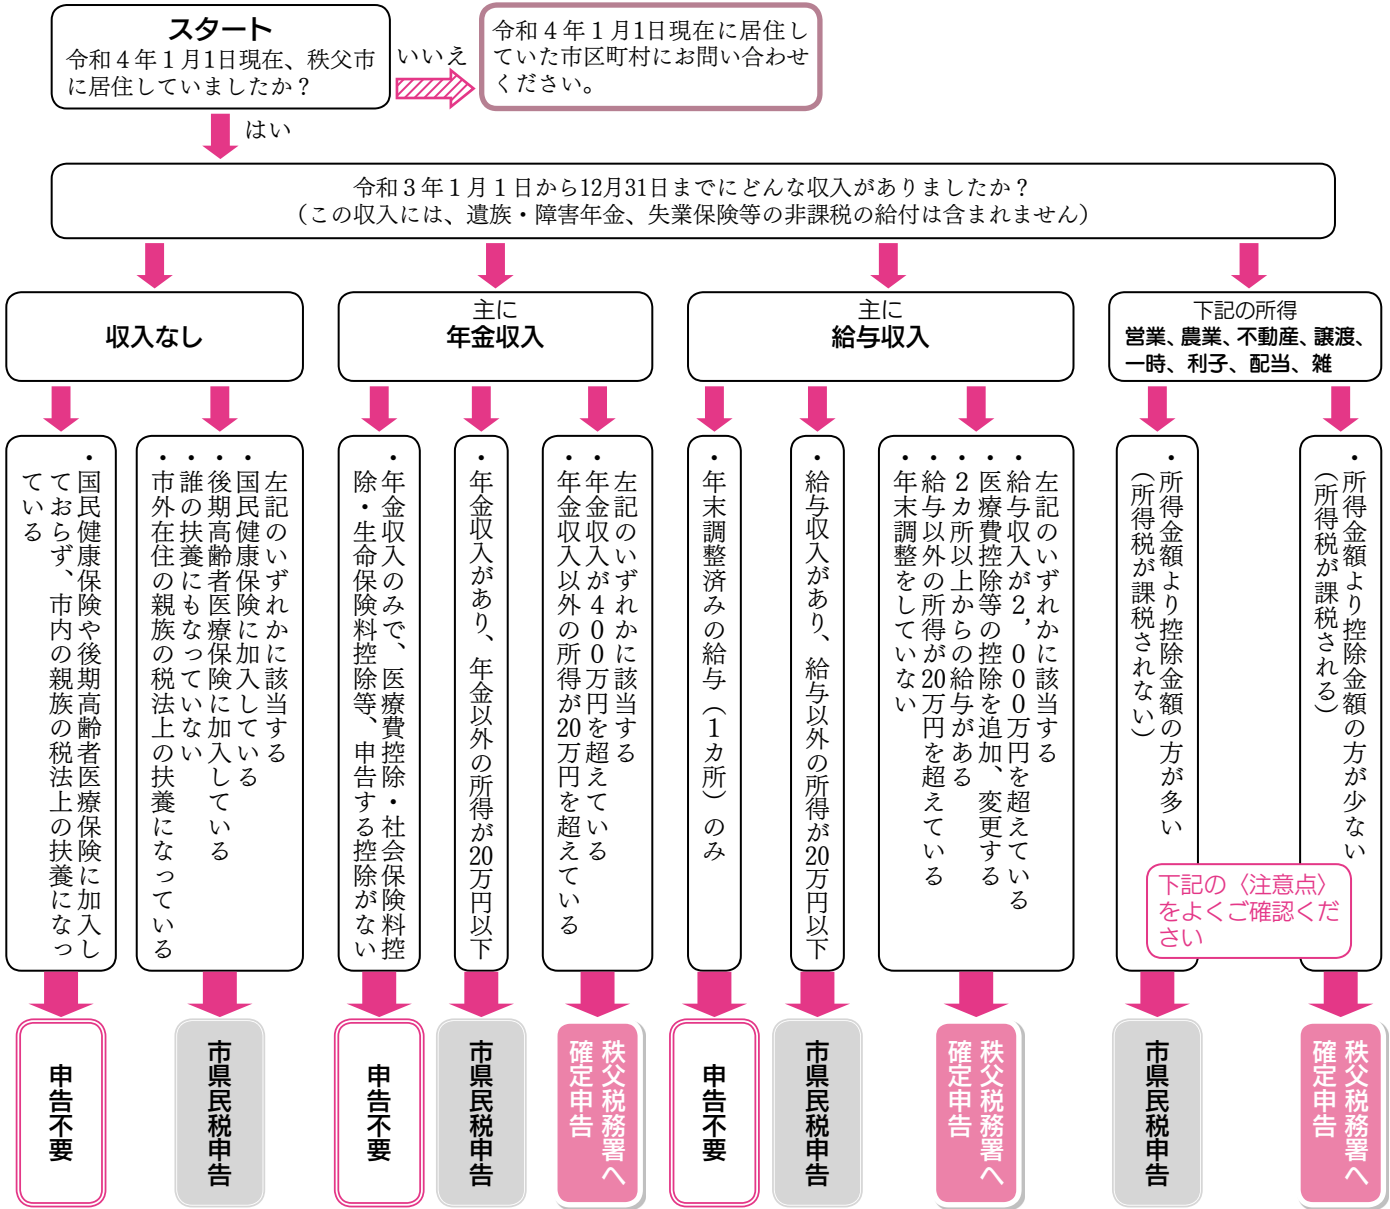 スタート
令和４年１月1日現在、秩父市
に居住していましたか？
いいえ
令和４年１月1日現在に居住し
ていた市区町村にお問い合わせ
ください。
はい
令和３年１月１日から12月31日までにどんな収入がありましたか？
（この収入には、遺族・障害年金、失業保険等の非課税の給付は含まれません）
収入なし
主に
年金収入
主に
給与収入
下記の所得
営業、農業、不動産、譲渡、
一時、利子、配当、雑
・国民健康保険や後期高齢者医療保険に加入し
ておらず、市内の親族の税法上の扶養になっ
ている
左記のいずれかに該当する
・国民健康保険に加入している
・後期高齢者医療保険に加入している
・誰の扶養にもなっていない
・市外在住の親族の税法上の扶養になっている
・年金収入のみで、医療費控除・社会保険料控
除・生命保険料控除等、申告する控除がない
・年金収入があり、年金以外の所得が20万円以下
左記のいずれかに該当する
・年金収入が４００万円を超えている
・年金収入以外の所得が20万円を超えている
・年末調整済みの給与（１カ所）のみ
・給与収入があり、給与以外の所得が20万円以下
左記のいずれかに該当する
・給与収入が２，０００万円を超えている
・医療費控除等の控除を追加、変更する
・２カ所以上からの給与がある
・給与以外の所得が20万円を超えている
・年末調整をしていない
・所得金額より控除金額の方が多い
（所得税が課税されない）
・所得金額より控除金額の方が少ない
（所得税が課税される）
下記の〈注意点〉
をよくご確認くだ
さい
申告不要
市県民税申告
申告不要
市県民税申告
秩父税務署へ
確定申告
申告不要
市県民税申告
秩父税務署へ
確定申告
市県民税申告
秩父税務署へ
確定申告